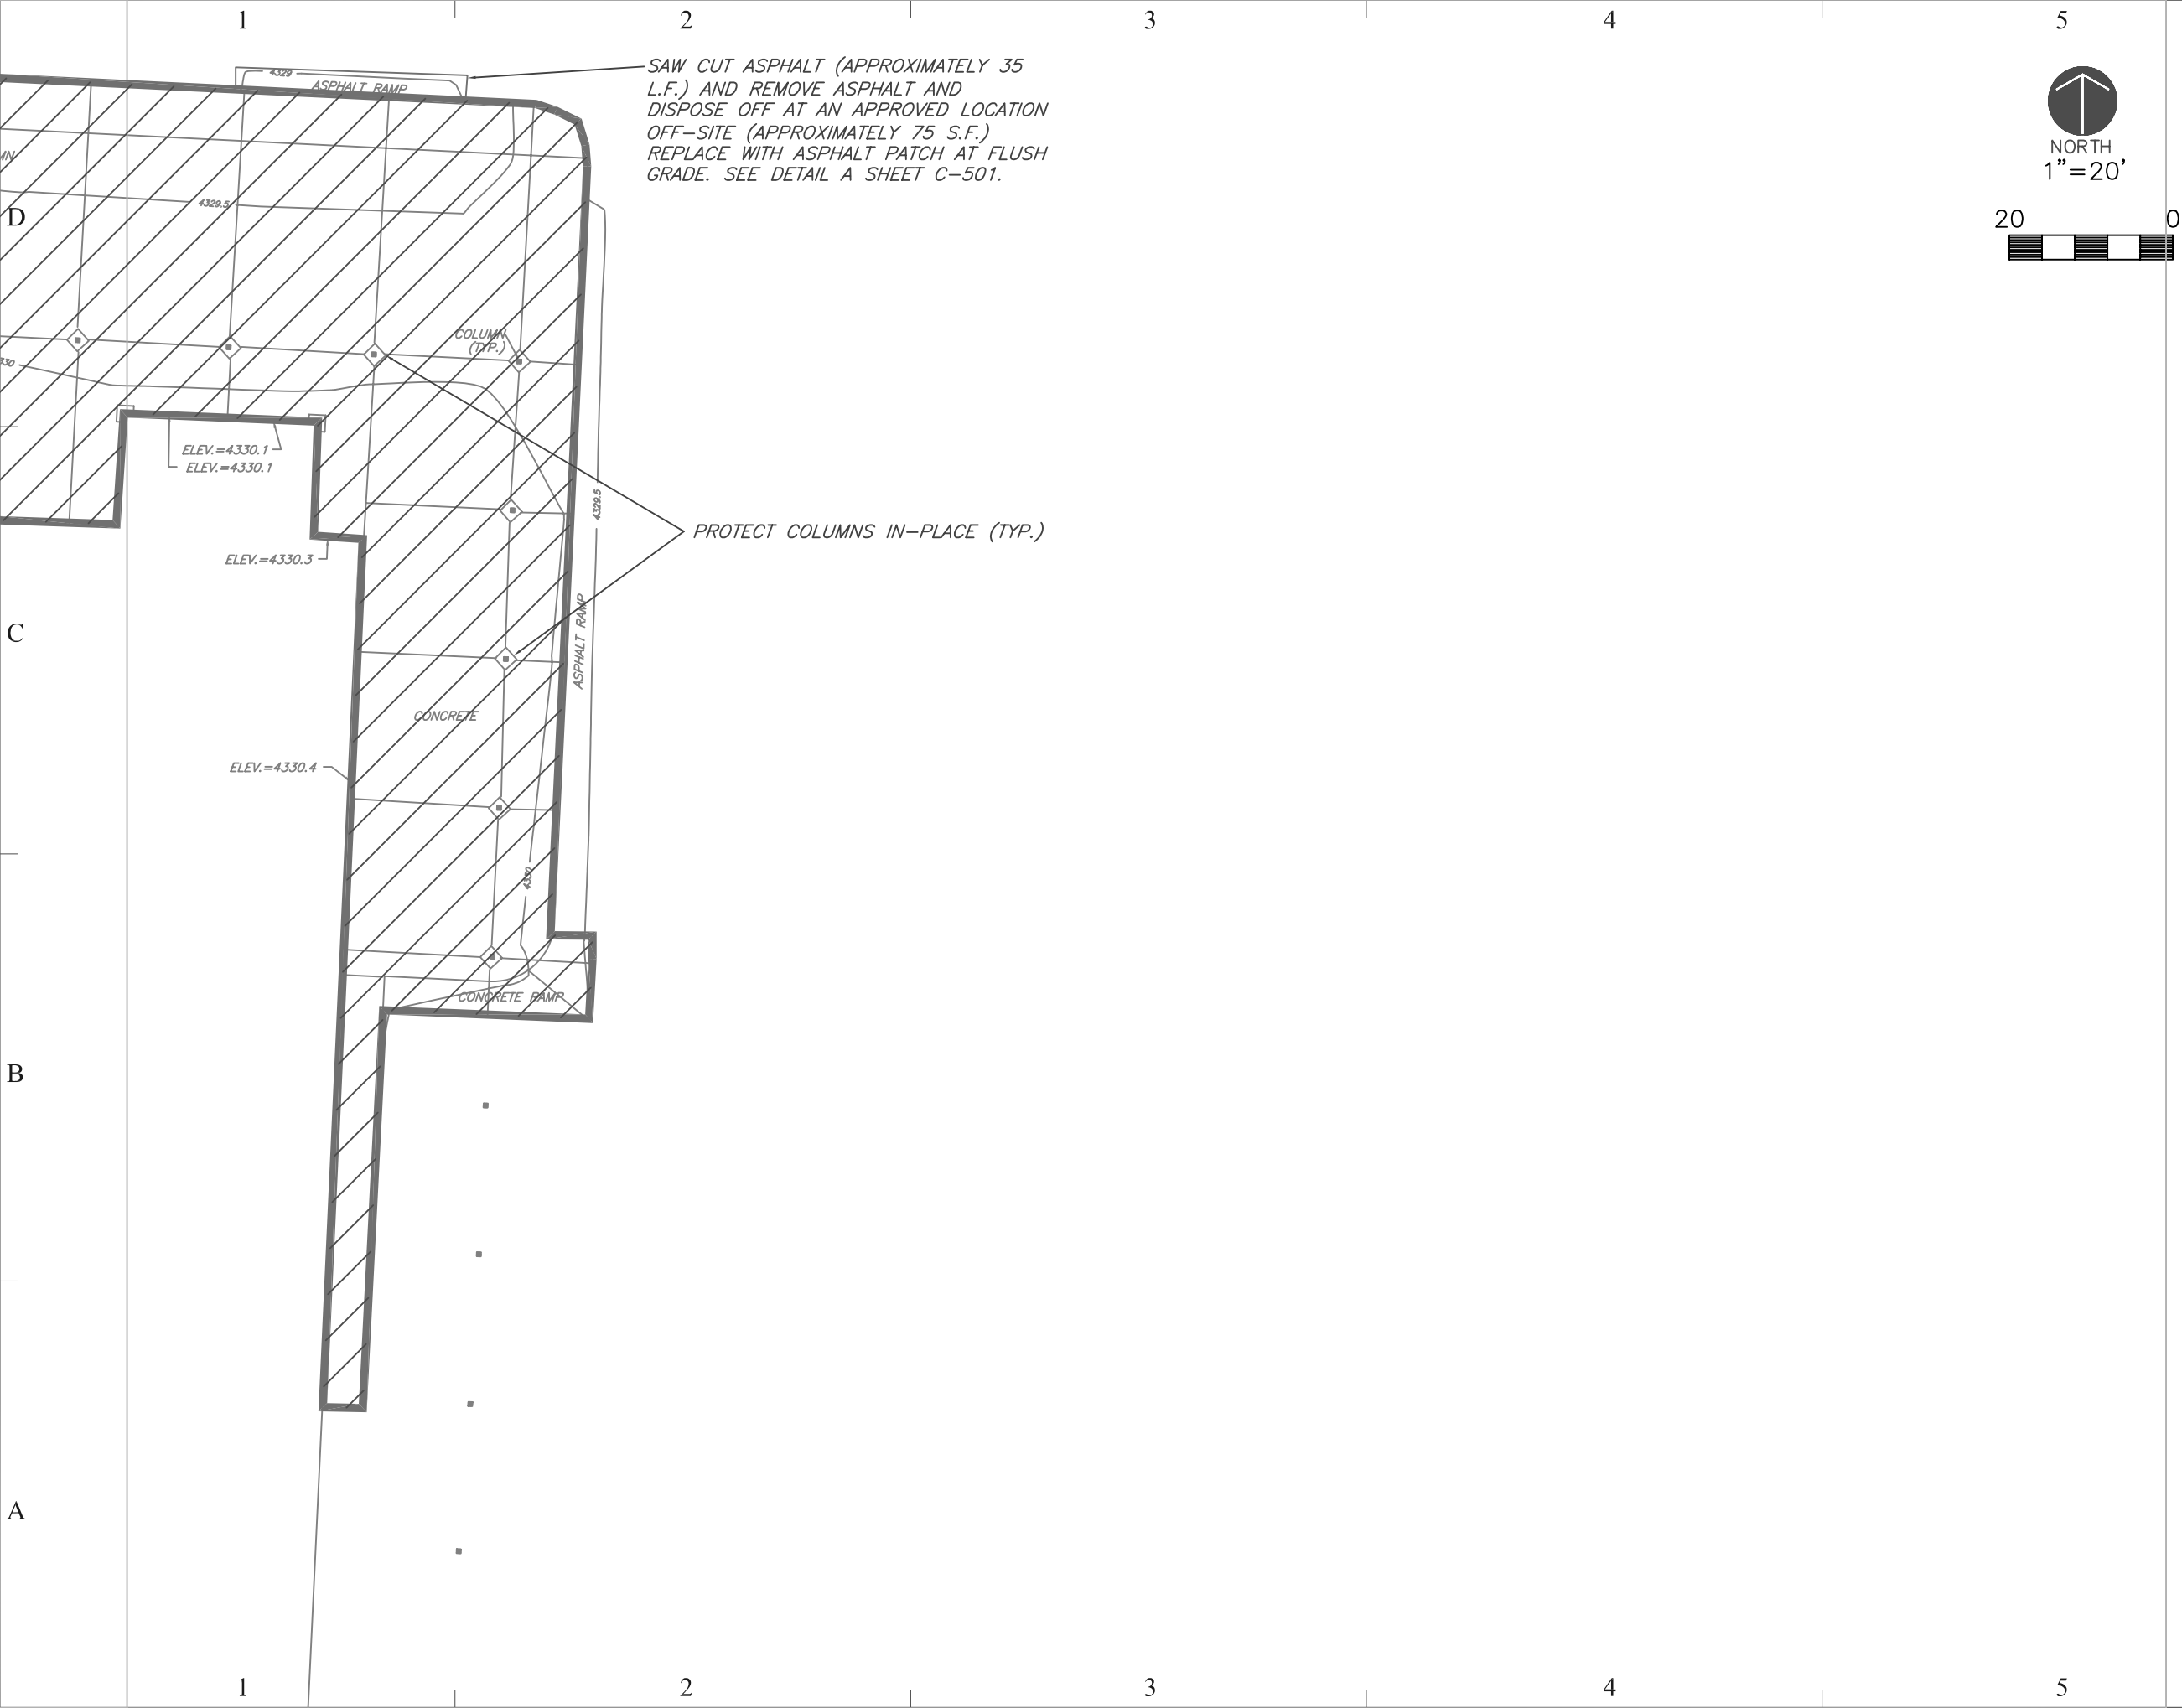 1 2 3 4 5
SAW CUT ASPHALT (APPROXIMATELY 35
L.F.) AND REMOVE ASPHALT AND
DISPOSE OFF AT AN APPROVED LOCATION
OFF-SITE (APPROXIMATELY 75 S.F.)
REPLACE WITH ASPHALT PATCH AT FLUSH
GRADE. SEE DETAIL A SHEET C-501.
4329
ASPHALT RAMP
NORTH
1"=20'
20 0
D
4329.5
COLUMN
(TYP.)
ELEV.=4330.1
ELEV.=4330.1
4329.5
PROTECT COLUMNS IN-PLACE (TYP.)
ELEV.=4330.3
C
ASPHALT RAMP
CONCRETE
ELEV.=4330.4
4330
CONCRETE RAMP
B
A
1 2 3 4 5